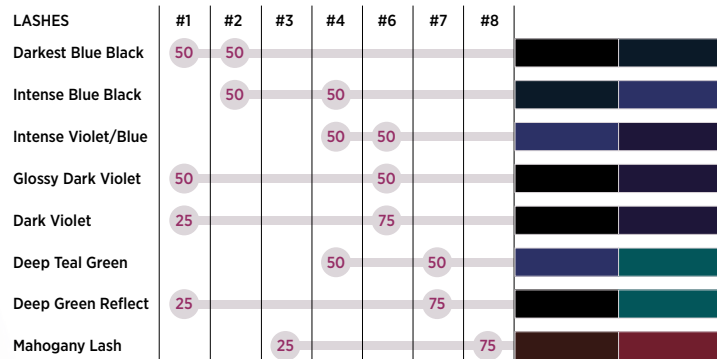 LASHES #1 #2 #3 #4 #6 #7 #8
Darkest Blue Black 50 50
Intense Blue Black 50 50
Intense Violet/Blue 50 50
Glossy Dark Violet 50 50
Dark Violet 25 75
Deep Teal Green 50 50
Deep Green Reflect 25 75
Mahogany Lash 25 75